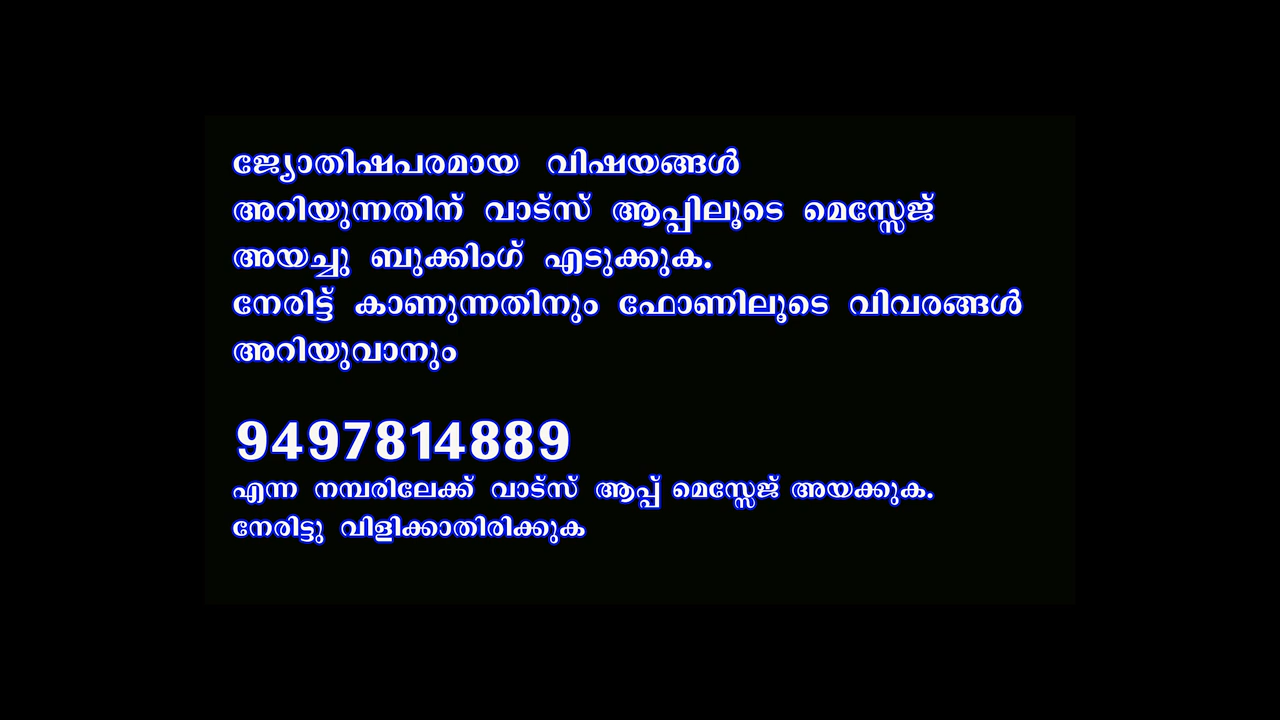 ജ്യോതിഷപരമായ വിഷയങ്ങൾ
അറിയുന്നതിന് വാട്സ് ആപ്പിലൂടെ മെസ്സേജ്
അയച്ചു ബുക്കിംഗ് എടുക്കുക.
നേരിട്ട് കാണുന്നതിനും ഫോണിലൂടെ വിവരങ്ങൾ
അറിയുവാനും
9497814889
എന്ന നമ്പരിലേക്ക് വാട്സ് ആപ്പ് മെസ്സേജ് അയക്കുക.
നേരിട്ടു വിളിക്കാതിരിക്കുക